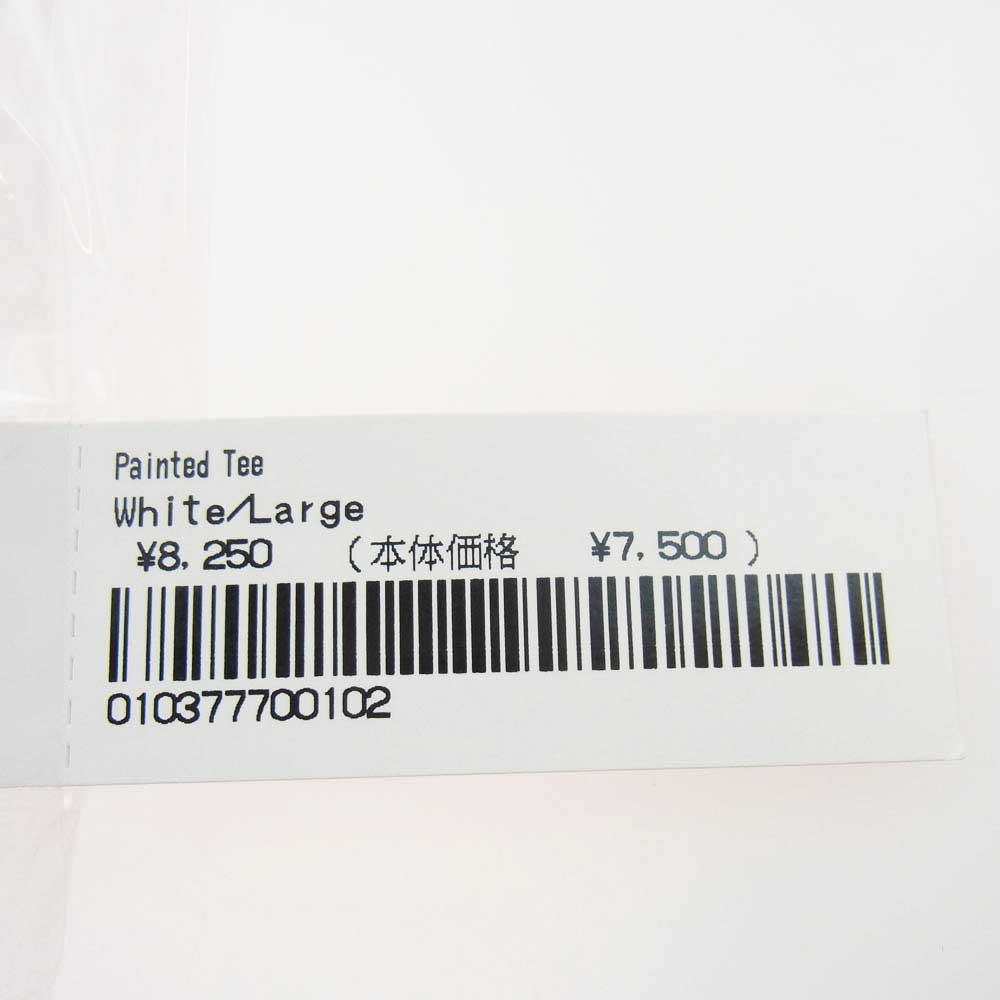 Painted Tee
White/Large
¥8,250 (本体価格 ¥7,500)
010377700102